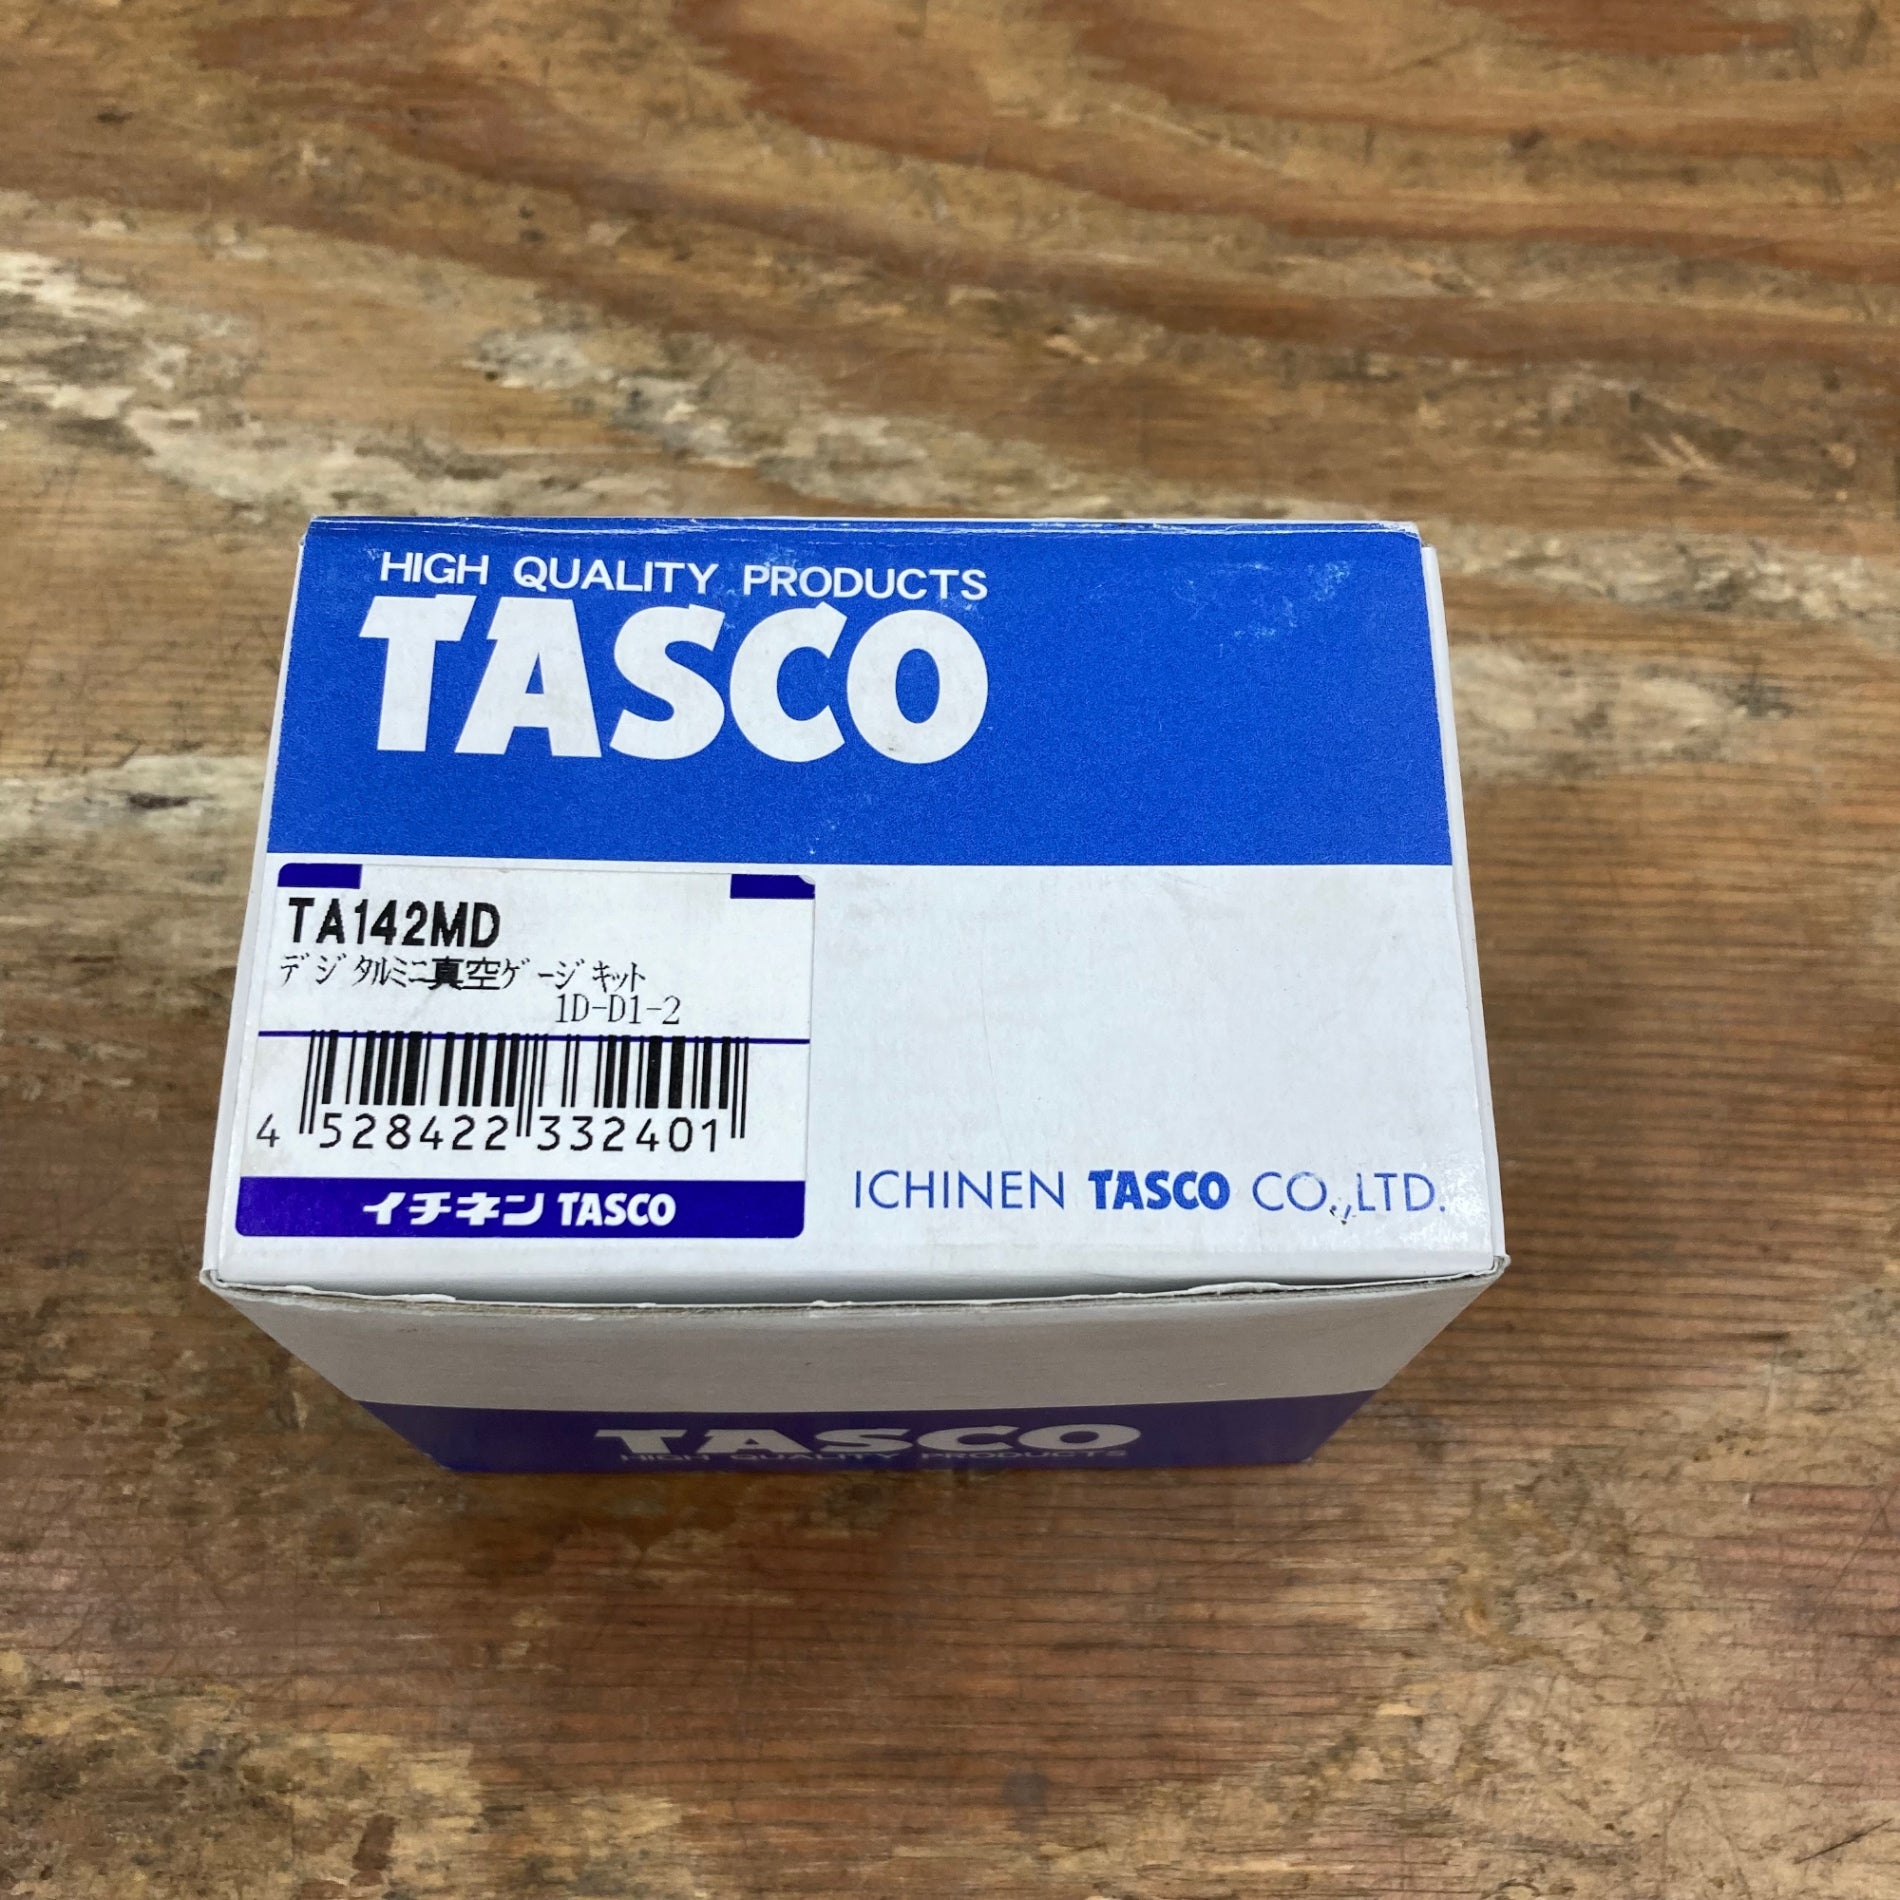 HIGH QUALITY PRODUCTS
TASCO
TA142MD
デジタルミニ真空ゲージキット
1D-D1-2
4 528422 332401
イチネン TASCO
ICHINEN TASCO CO.,LTD.
TASCO
HIGH QUALITY PRODUCTS